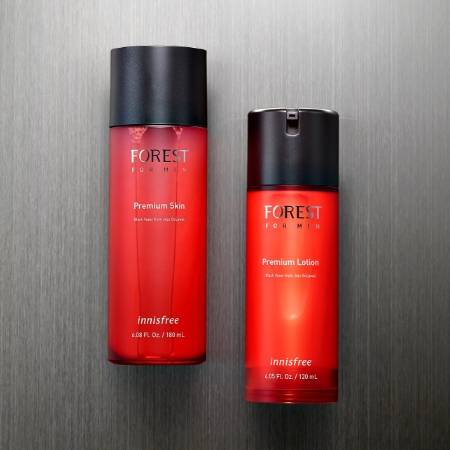 FOREST
FOR MEN
Premium Skin
innisfree
6.08 Fl. Oz. / 180 mL
FOREST
FOR MEN
Premium Lotion
innisfree
4.05 Fl. Oz. / 120 mL